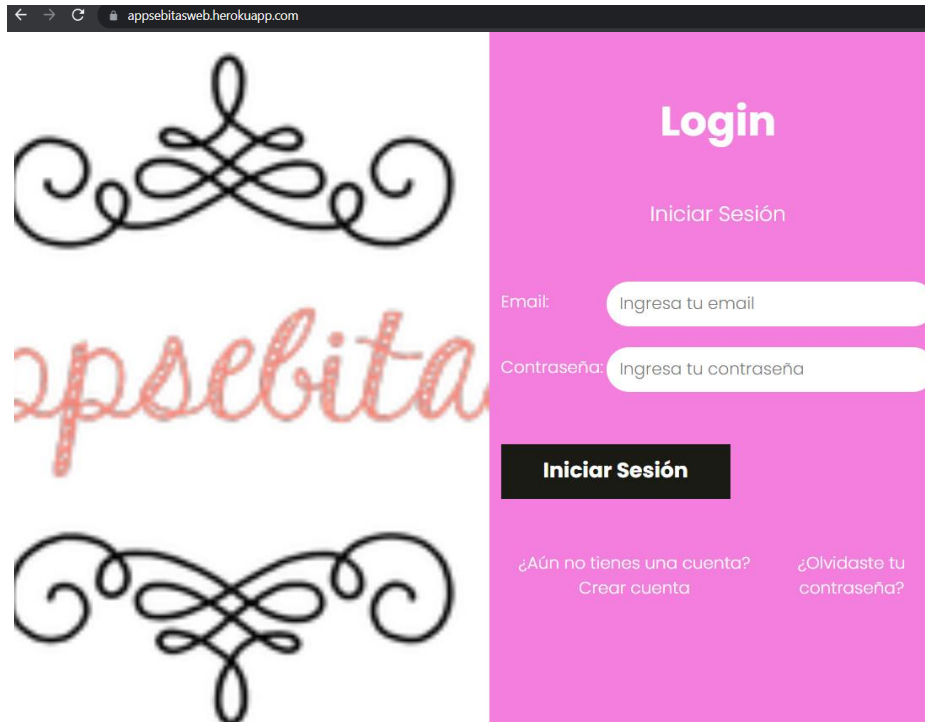 appsebitasweb.herokuapp.com
Login
Iniciar Sesión
Email:
Ingresa tu email
Contraseña:
Ingresa tu contraseña
ppsebita
Iniciar Sesión
¿Aún no tienes una cuenta?
Crear cuenta
¿Olvidaste tu
contraseña?